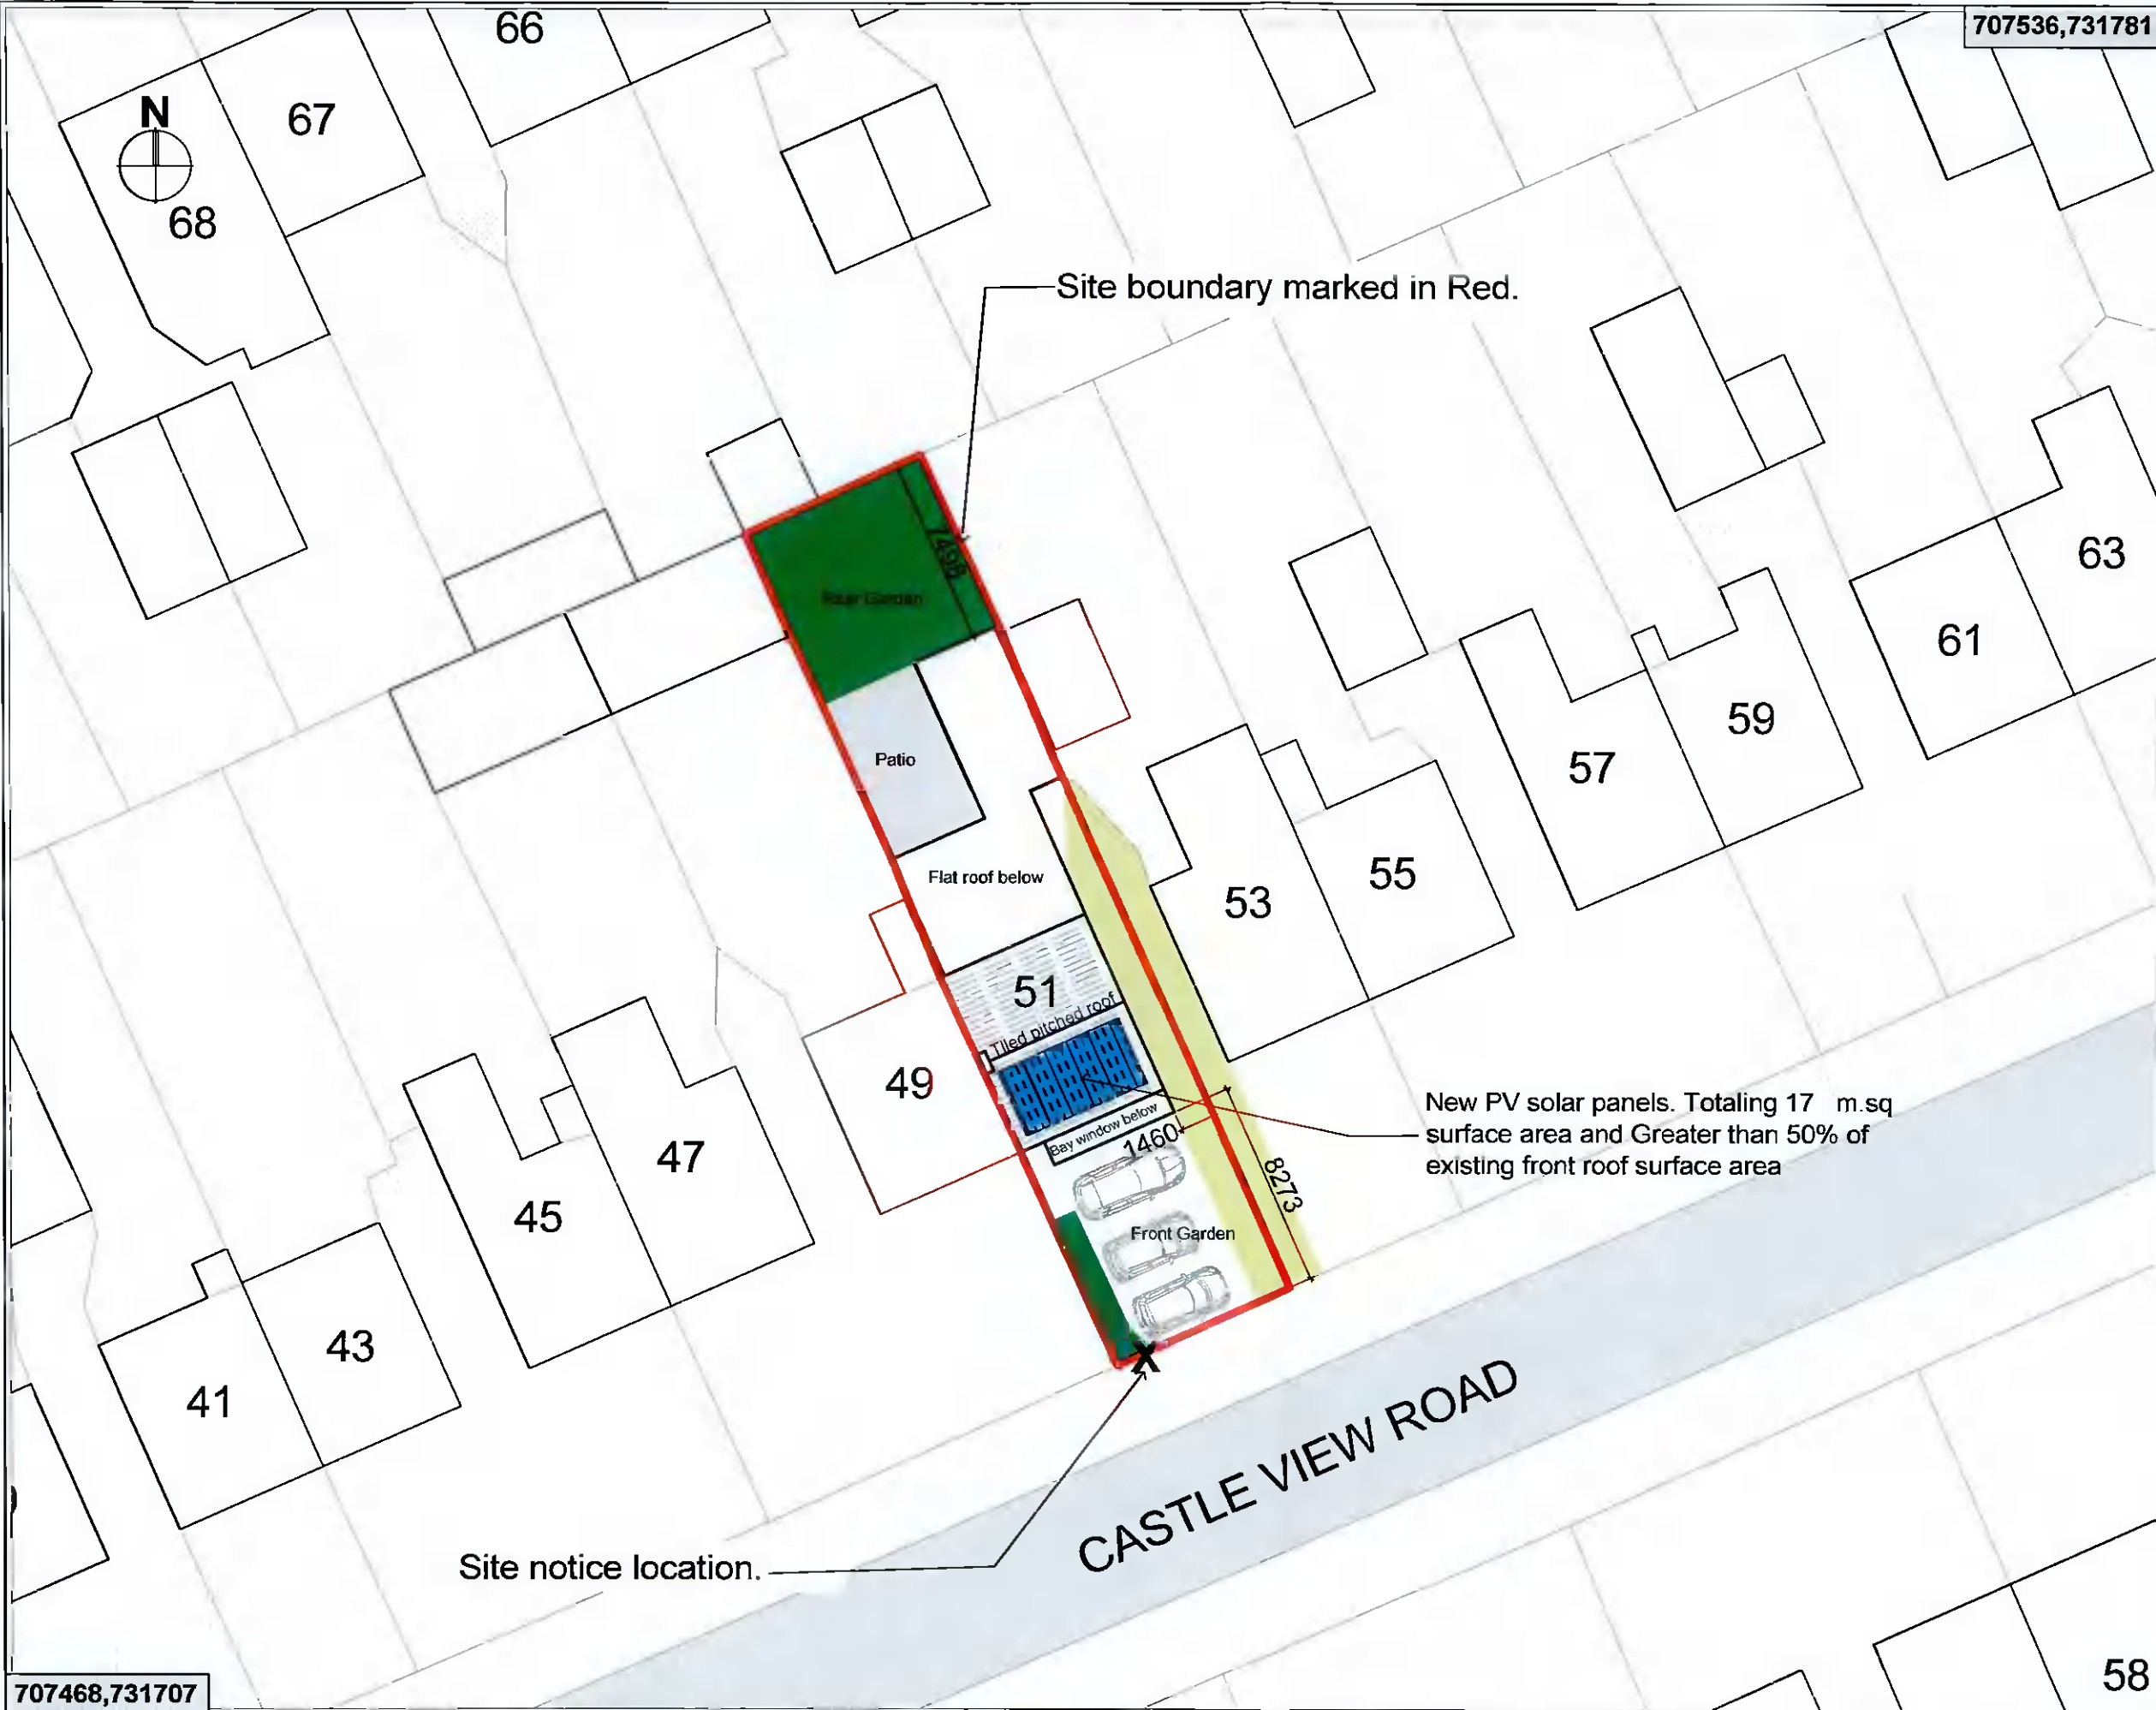 66
707536,731781
N
67
68
Site boundary marked in Red.
7498
Rear Garden
63
61
59
57
Patio
Flat roof below
55
53
51
Tiled pitched roof
49
New PV solar panels. Totaling 17 m.sq
surface area and Greater than 50% of
existing front roof surface area
Bay window below
1460
47
8273
45
Front Garden
43
X
41
CASTLE VIEW ROAD
Site notice location.
58
707468,731707